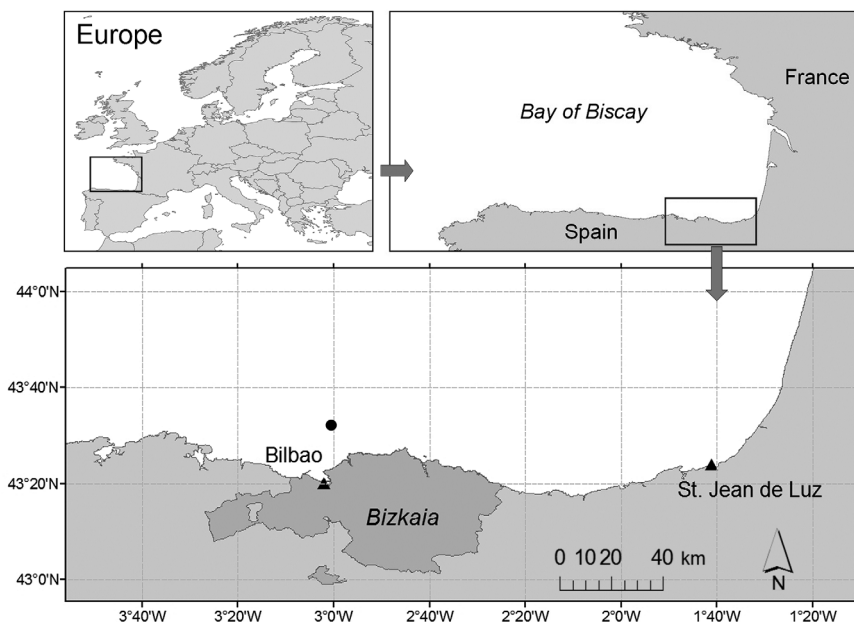 Europe
France
Bay of Biscay
Spain
44°0'N
43°40'N
43°20'N
43°0'N
Bilbao
Bizkaia
St. Jean de Luz
0 10 20 40 km
N
3°40'W 3°20'W 3°0'W 2°40'W 2°20'W 2°0'W 1°40'W 1°20'W